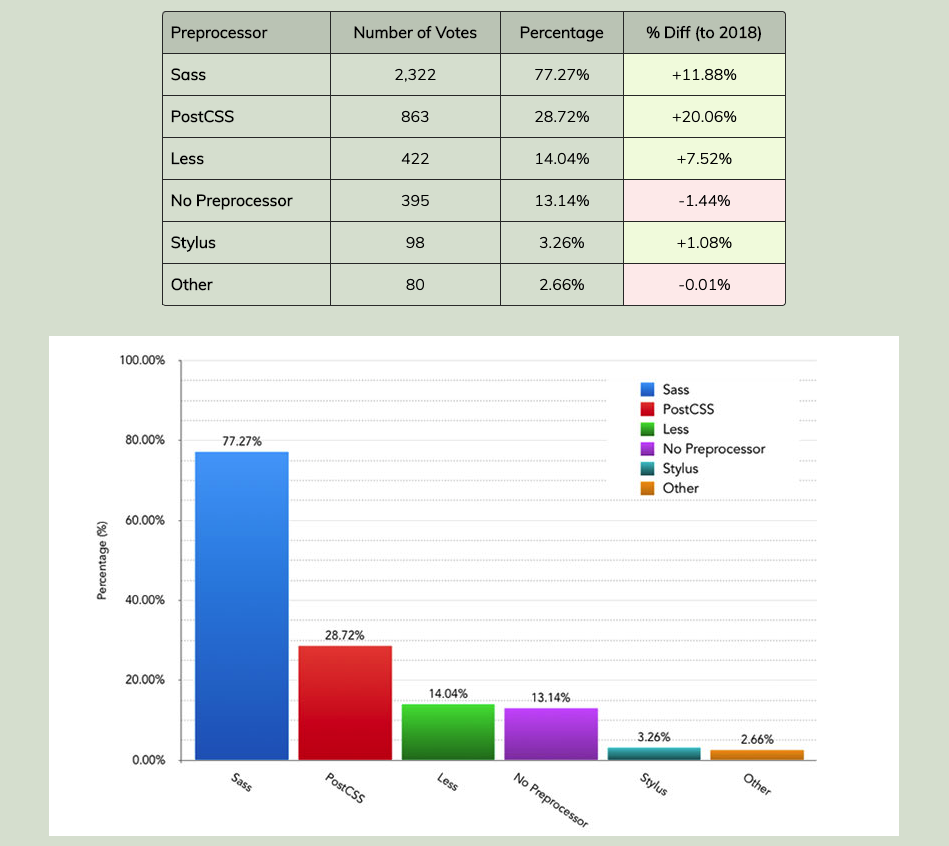 Preprocessor Number of Votes Percentage % Diff (to 2018)
Sass 2,322 77.27% +11.88%
PostCSS 863 28.72% +20.06%
Less 422 14.04% +7.52%
No Preprocessor 395 13.14% -1.44%
Stylus 98 3.26% +1.08%
Other 80 2.66% -0.01%
100.00%
80.00%
60.00%
40.00%
20.00%
0.00%
Percentage (%)
77.27%
28.72%
14.04%
13.14%
3.26%
2.66%
Sass
PostCSS
Less
No Preprocessor
Stylus
Other
Sass
PostCSS
Less
No Preprocessor
Stylus
Other